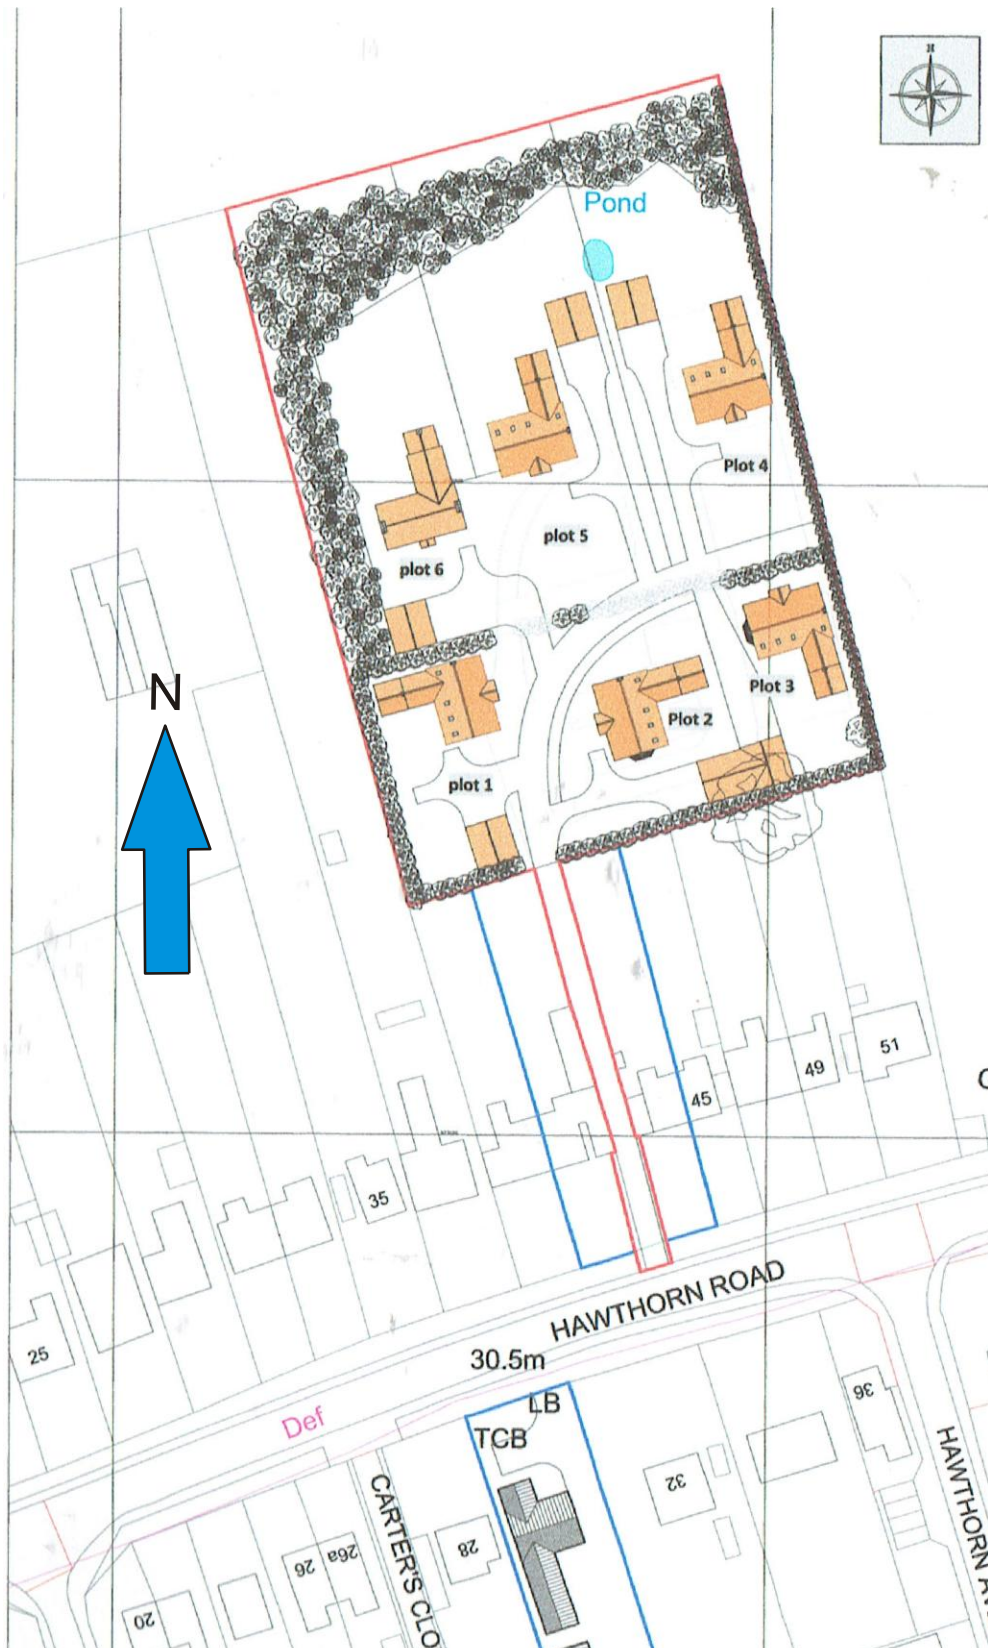 N
Pond
Plot 4
plot 5
plot 6
Plot 3
N
Plot 2
plot 1
51
49
45
35
HAWTHORN ROAD
25
30.5m
36
LB
Def
TCB
32
HAWTHORN AV
CARTER'S CLO
28
26a
26
20